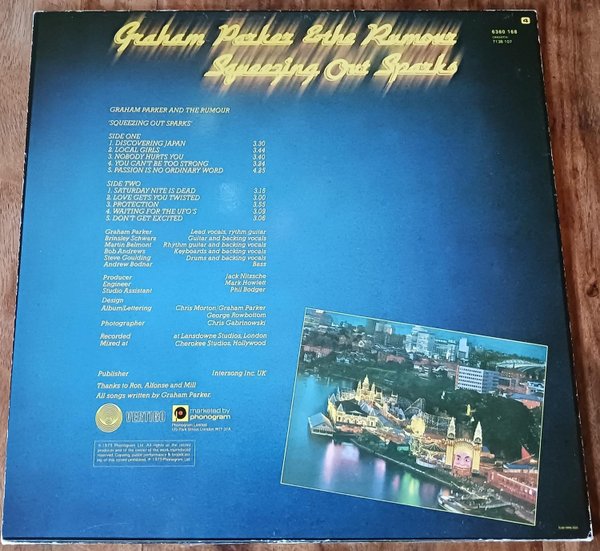 4
Graham Parker & the Rumour
Squeezing Out Sparks
6360 168
CASSETTE
7138 107
GRAHAM PARKER AND THE RUMOUR
'SQUEEZING OUT SPARKS'
SIDE ONE
1. DISCOVERING JAPAN 3.30
2. LOCAL GIRLS 3.44
3. NOBODY HURTS YOU 3.40
4. YOU CAN'T BE TOO STRONG 3.24
5. PASSION IS NO ORDINARY WORD 4.25
SIDE TWO
1. SATURDAY NITE IS DEAD 3.15
2. LOVE GETS YOU TWISTED 3.00
3. PROTECTION 3.55
4. WAITING FOR THE UFO'S 3.08
5. DON'T GET EXCITED 3.06
Graham Parker Lead vocals, rythm guitar
Brinsley Schwarz Guitar and backing vocals
Martin Belmont Rhythm guitar and backing vocals
Bob Andrews Keyboards and backing vocals
Steve Goulding Drums and backing vocals
Andrew Bodnar Bass
Producer Jack Nitzsche
Engineer Mark Howlett
Studio Assistant Phil Bodger
Design
Album/Lettering Chris Morton/Graham Parker
George Rowbottom
Photographer Chris Gabrinowski
Recorded at Lansdowne Studios, London
Mixed at Cherokee Studios, Hollywood
Publisher Intersong Inc. UK
Thanks to Ron, Alfonse and Mill
All songs written by Graham Parker
VERTIGO
marketed by
phonogram